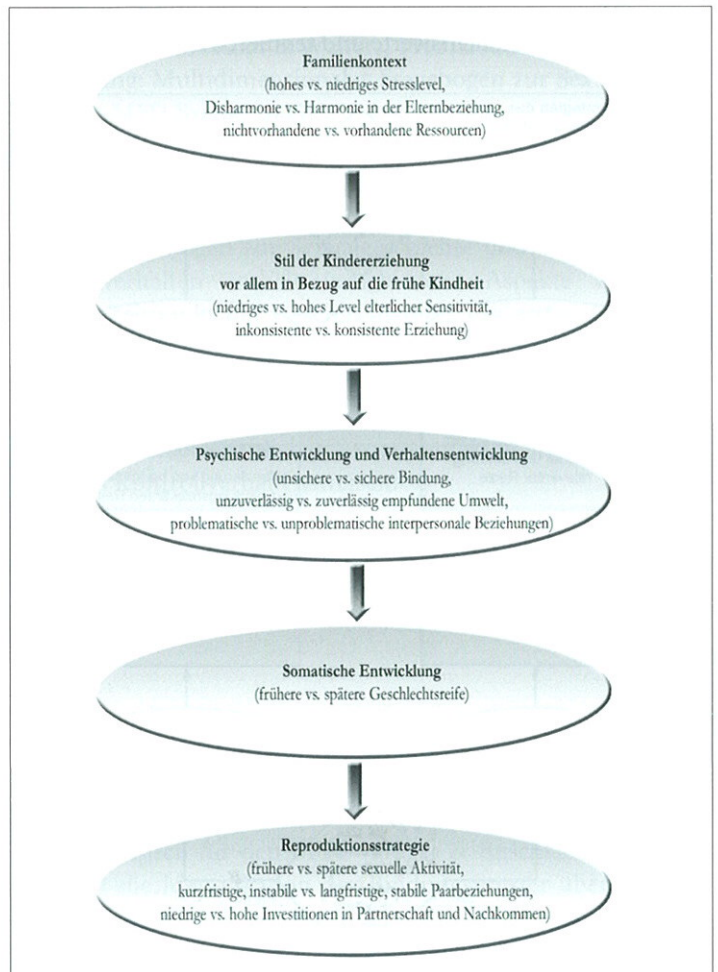 Familienkontext
(hohes vs. niedriges Stresslevel,
Disharmonie vs. Harmonie in der Elternbeziehung,
nichtvorhandene vs. vorhandene Ressourcen)
Stil der Kindererziehung
vor allem in Bezug auf die frühe Kindheit
(niedriges vs. hohes Level elterlicher Sensitivität,
inkonsistente vs. konsistente Erziehung)
Psychische Entwicklung und Verhaltensentwicklung
(unsichere vs. sichere Bindung,
unzuverlässig vs. zuverlässig empfundene Umwelt,
problematische vs. unproblematische interpersonale Beziehungen)
Somatische Entwicklung
(frühere vs. spätere Geschlechtsreife)
Reproduktionsstrategie
(frühere vs. spätere sexuelle Aktivität,
kurzfristige, instabile vs. langfristige, stabile Paarbeziehungen,
niedrige vs. hohe Investitionen in Partnerschaft und Nachkommen)